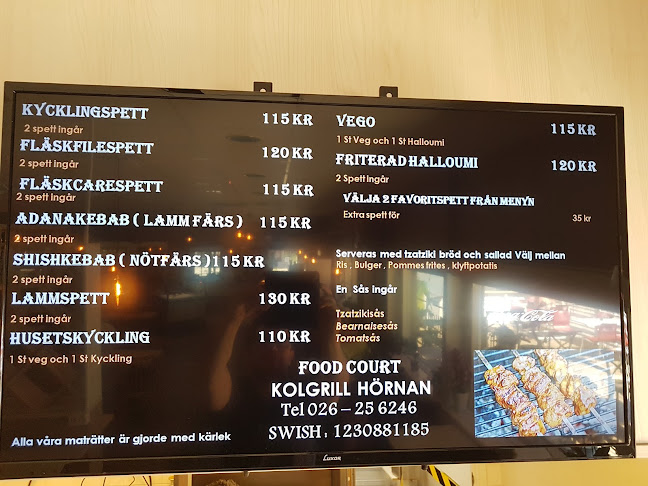 KYCKLINGSPETT 115 KR
2 spett ingår
FLÄSKFILESPETT 120 KR
2 spett ingår
FLÄSKCARESPETT 115 KR
2 spett ingår
ADANAKEBAB ( LAMM FÄRS ) 115 KR
2 spett ingår
SHISHKEBAB ( NÖTFÄRS ) 115 KR
2 spett ingår
LAMMSPETT 130 KR
2 spett ingår
HUSETSKYCKLING 110 KR
1 St veg och 1 St Kyckling
Alla våra maträtter är gjorde med kärlek
VEGO 115 KR
1 St Veg och 1 St Halloumi
FRITERAD HALLOUMI 120 KR
2 Spett ingår
VÄLJA 2 FAVORITSPETT FRÅN MENYN
Extra spett för 35 kr
Serveras med tzatziki bröd och sallad Välj mellan
Ris , Bulger , Pommes frites , klyftpotatis
En Sås ingår
Tzatzikisås
Bearnaisesås
Tomatsås
FOOD COURT
KOLGRILL HÖRNAN
Tel 026 – 25 6246
SWISH : 1230881185
Luxor